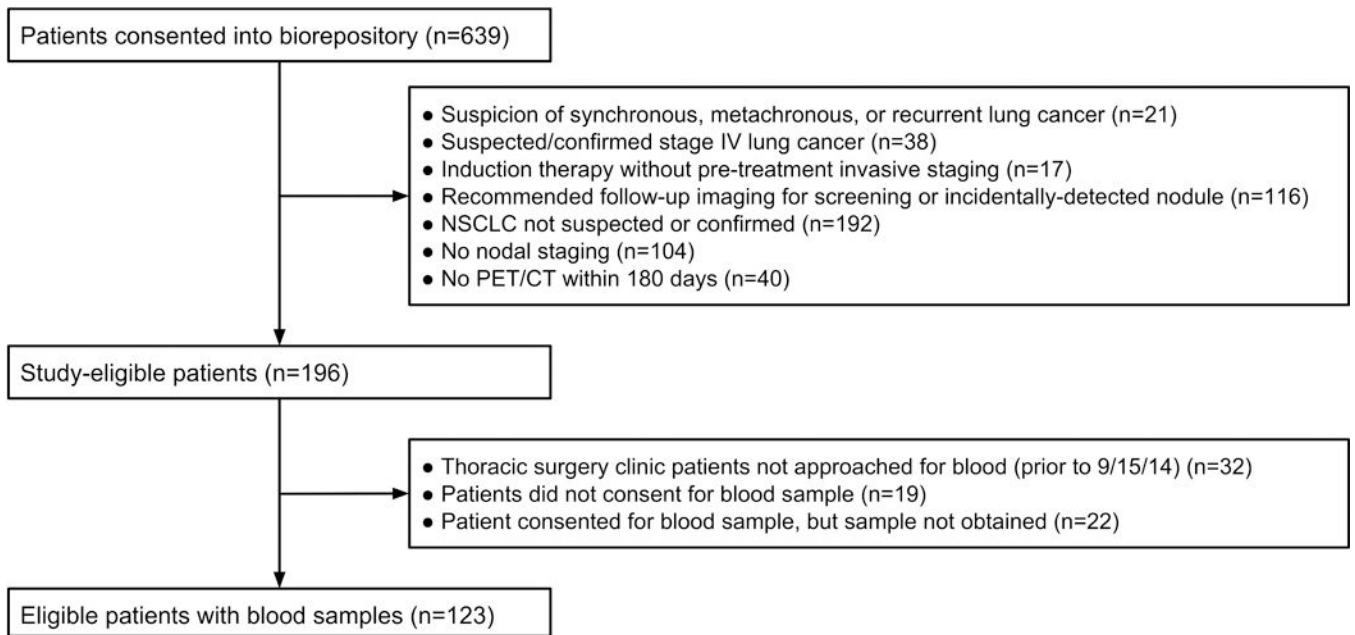 Patients consented into biorepository (n=639)
● Suspicion of synchronous, metachronous, or recurrent lung cancer (n=21)
● Suspected/confirmed stage IV lung cancer (n=38)
● Induction therapy without pre-treatment invasive staging (n=17)
● Recommended follow-up imaging for screening or incidentally-detected nodule (n=116)
● NSCLC not suspected or confirmed (n=192)
● No nodal staging (n=104)
● No PET/CT within 180 days (n=40)
Study-eligible patients (n=196)
● Thoracic surgery clinic patients not approached for blood (prior to 9/15/14) (n=32)
● Patients did not consent for blood sample (n=19)
● Patient consented for blood sample, but sample not obtained (n=22)
Eligible patients with blood samples (n=123)